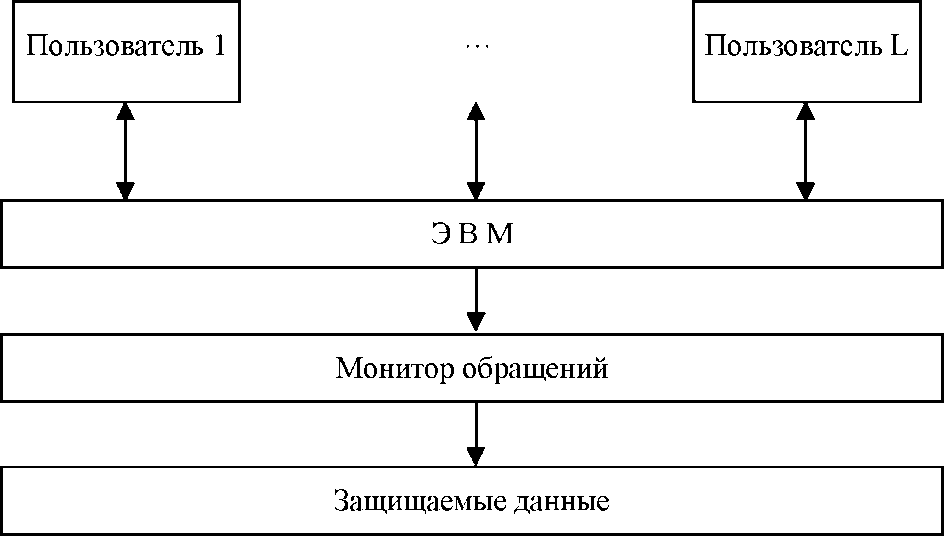 Пользователь 1
...
Пользователь L
Э В М
Монитор обращений
Защищаемые данные